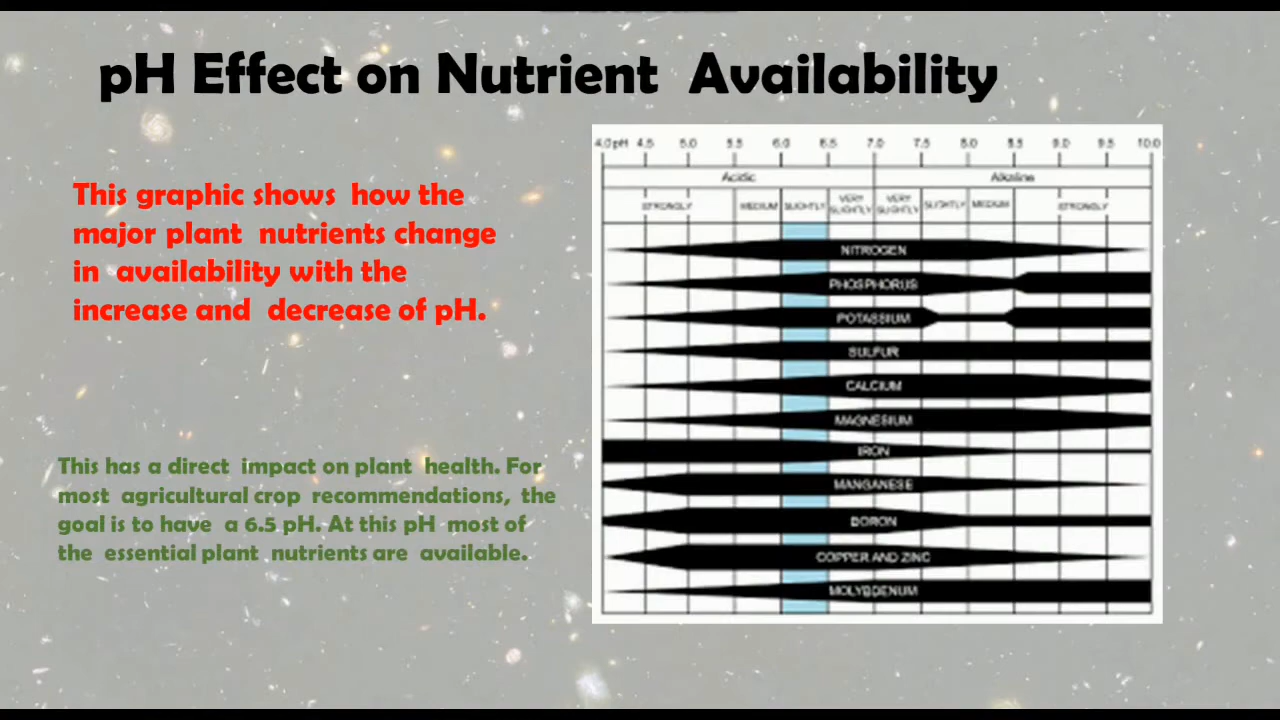 pH Effect on Nutrient Availability
This graphic shows how the
major plant nutrients change
in availability with the
increase and decrease of pH.
This has a direct impact on plant health. For
most agricultural crop recommendations, the
goal is to have a 6.5 pH. At this pH most of
the essential plant nutrients are available.
4.0 pH 4.5 5.0 5.5 6.0 6.5 7.0 7.5 8.0 8.5 9.0 9.5 10.0
Acidic Alkaline
STRONGLY MEDIUM SLIGHTLY VERY SLIGHTLY VERY SLIGHTLY SLIGHTLY MEDIUM STRONGLY
NITROGEN
PHOSPHORUS
POTASSIUM
SULFUR
CALCIUM
MAGNESIUM
IRON
MANGANESE
BORON
COPPER AND ZINC
MOLYBDENUM